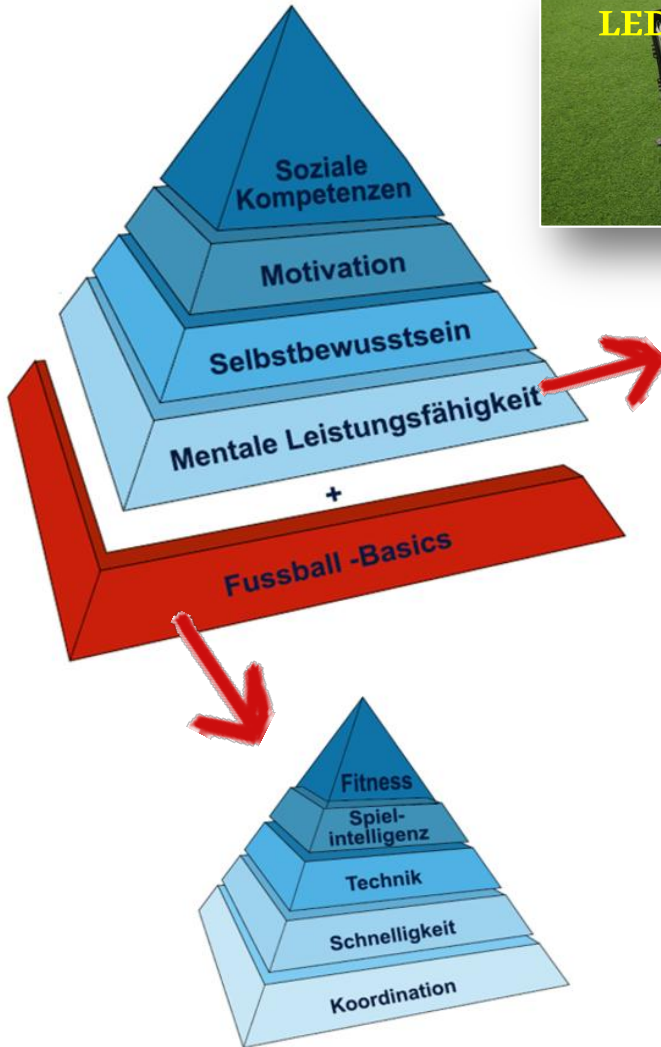 LED
Soziale
Kompetenzen
Motivation
Selbstbewusstsein
Mentale Leistungsfähigkeit
+
Fussball -Basics
Fitness
Spiel-
intelligenz
Technik
Schnelligkeit
Koordination